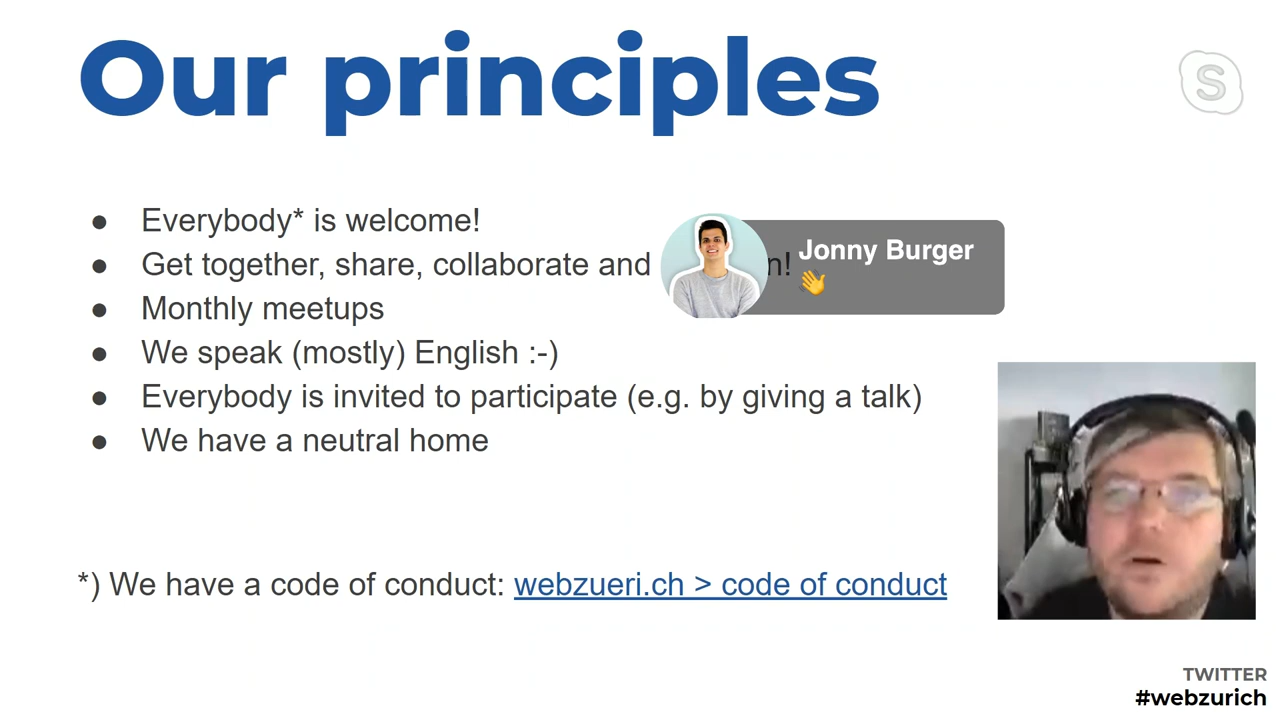 Our principles
S
● Everybody* is welcome!
● Get together, share, collaborate and n!
Jonny Burger
👋
● Monthly meetups
● We speak (mostly) English :-)
● Everybody is invited to participate (e.g. by giving a talk)
● We have a neutral home
*) We have a code of conduct: webzueri.ch > code of conduct
TWITTER
#webzurich